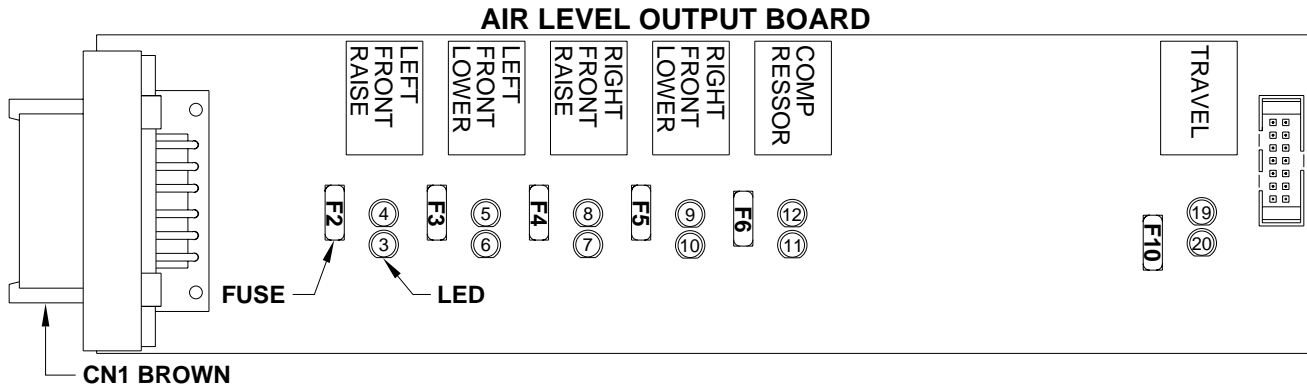 AIR LEVEL OUTPUT BOARD
LEFT
FRONT
RAISE
LEFT
FRONT
LOWER
RIGHT
FRONT
RAISE
RIGHT
FRONT
LOWER
COMP
RESSOR
TRAVEL
F2
4
3
F3
5
6
F4
8
7
F5
9
10
F6
12
11
F10
19
20
FUSE
LED
CN1 BROWN